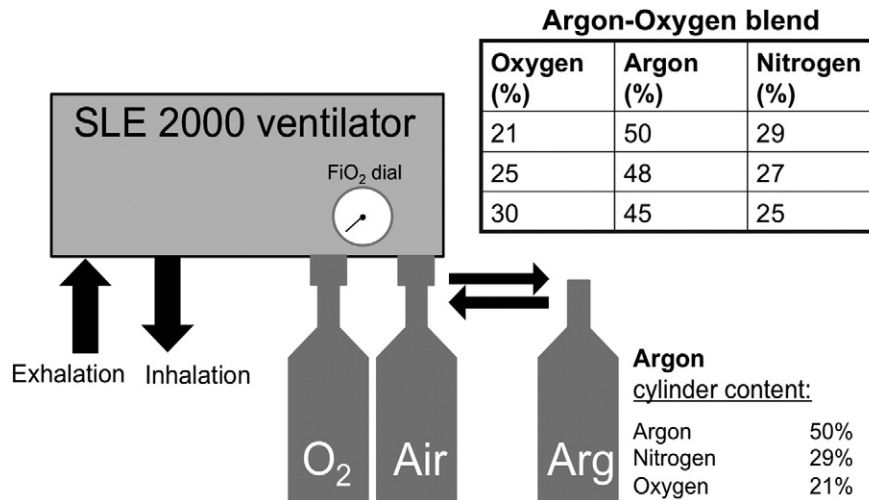 Argon-Oxygen blend
Oxygen (%) Argon (%) Nitrogen (%)
21 50 29
25 48 27
30 45 25
SLE 2000 ventilator
FiO₂ dial
Exhalation Inhalation
O₂ Air Arg
Argon
cylinder content:
Argon 50%
Nitrogen 29%
Oxygen 21%